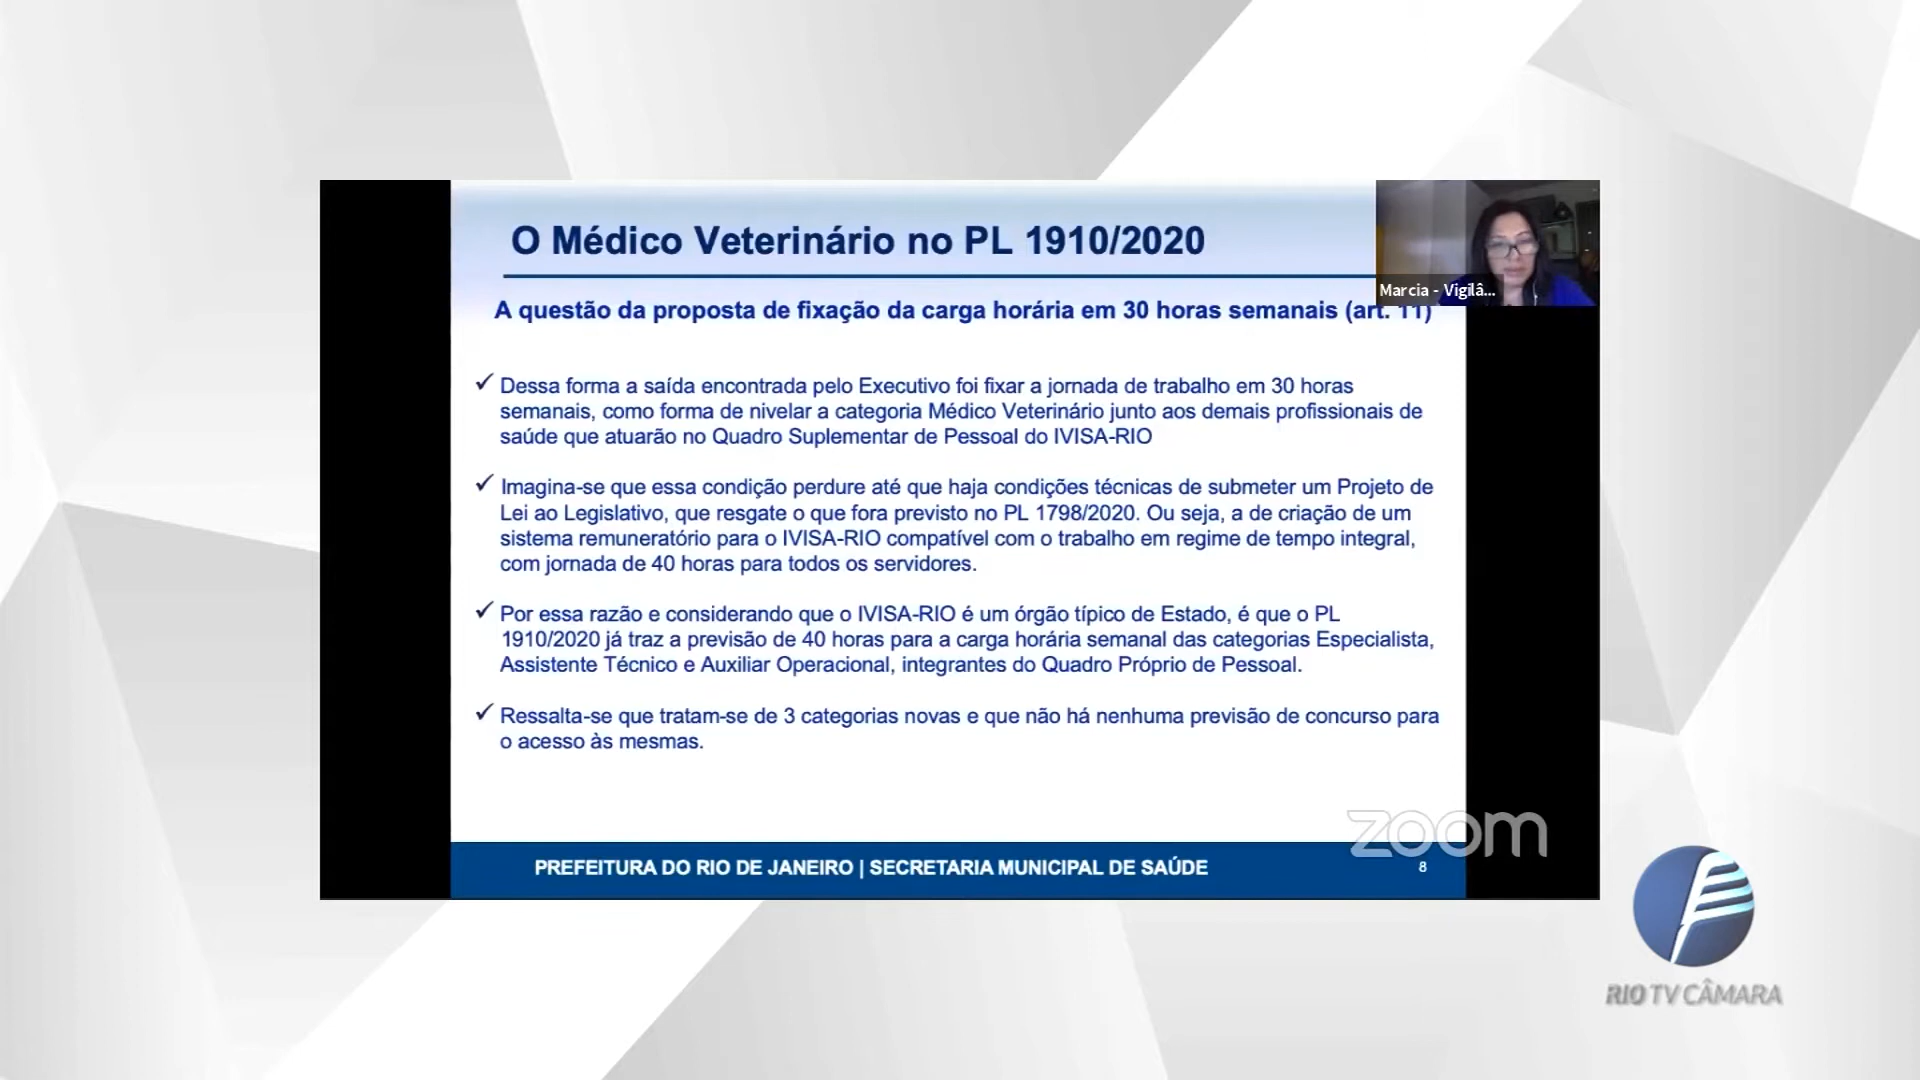 O Médico Veterinário no PL 1910/2020
Marcia - Vigilâ...
A questão da proposta de fixação da carga horária em 30 horas semanais (art. 11)
✓ Dessa forma a saída encontrada pelo Executivo foi fixar a jornada de trabalho em 30 horas
semanais, como forma de nivelar a categoria Médico Veterinário junto aos demais profissionais de
saúde que atuarão no Quadro Suplementar de Pessoal do IVISA-RIO
✓ Imagina-se que essa condição perdure até que haja condições técnicas de submeter um Projeto de
Lei ao Legislativo, que resgate o que fora previsto no PL 1798/2020. Ou seja, a de criação de um
sistema remuneratório para o IVISA-RIO compatível com o trabalho em regime de tempo integral,
com jornada de 40 horas para todos os servidores.
✓ Por essa razão e considerando que o IVISA-RIO é um órgão típico de Estado, é que o PL
1910/2020 já traz a previsão de 40 horas para a carga horária semanal das categorias Especialista,
Assistente Técnico e Auxiliar Operacional, integrantes do Quadro Próprio de Pessoal.
✓ Ressalta-se que tratam-se de 3 categorias novas e que não há nenhuma previsão de concurso para
o acesso às mesmas.
zoom
PREFEITURA DO RIO DE JANEIRO | SECRETARIA MUNICIPAL DE SAÚDE
8
RIO TV CÂMARA